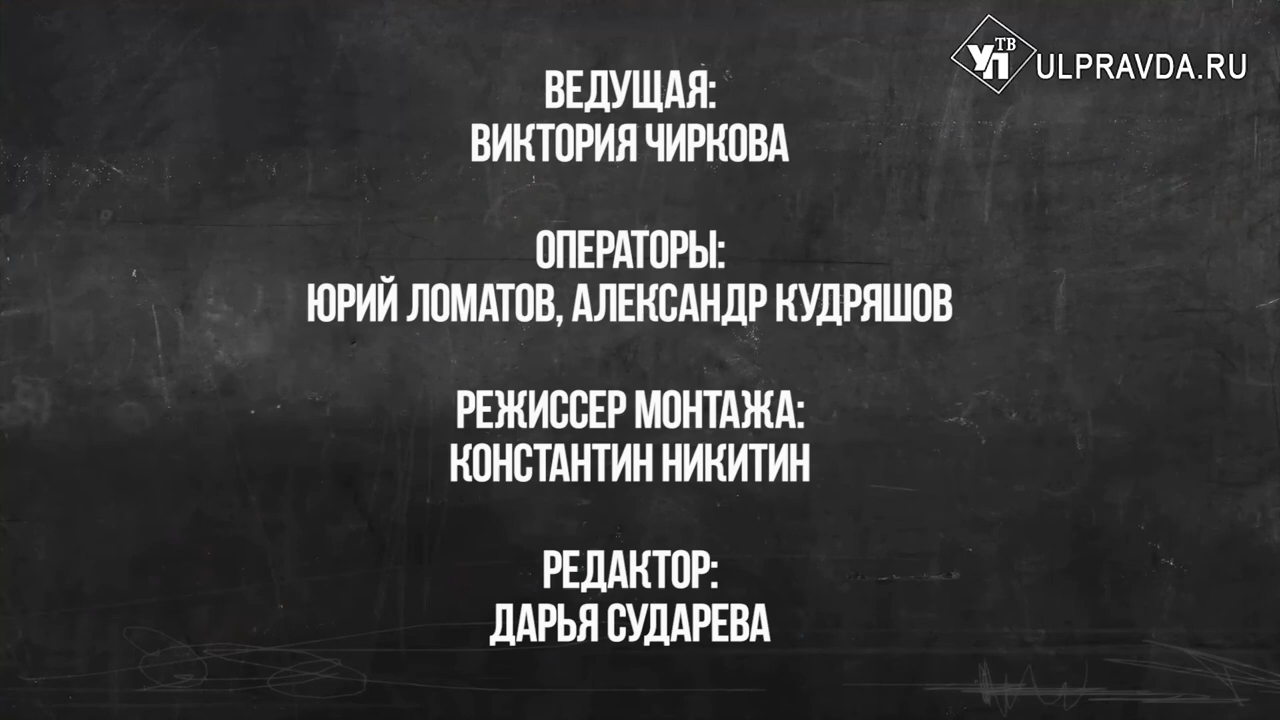 УП ТВ ULPRAVDA.RU
ВЕДУЩАЯ:
ВИКТОРИЯ ЧИРКОВА
ОПЕРАТОРЫ:
ЮРИЙ ЛОМАТОВ, АЛЕКСАНДР КУДРЯШОВ
РЕЖИССЕР МОНТАЖА:
КОНСТАНТИН НИКИТИН
РЕДАКТОР:
ДАРЬЯ СУДАРЕВА